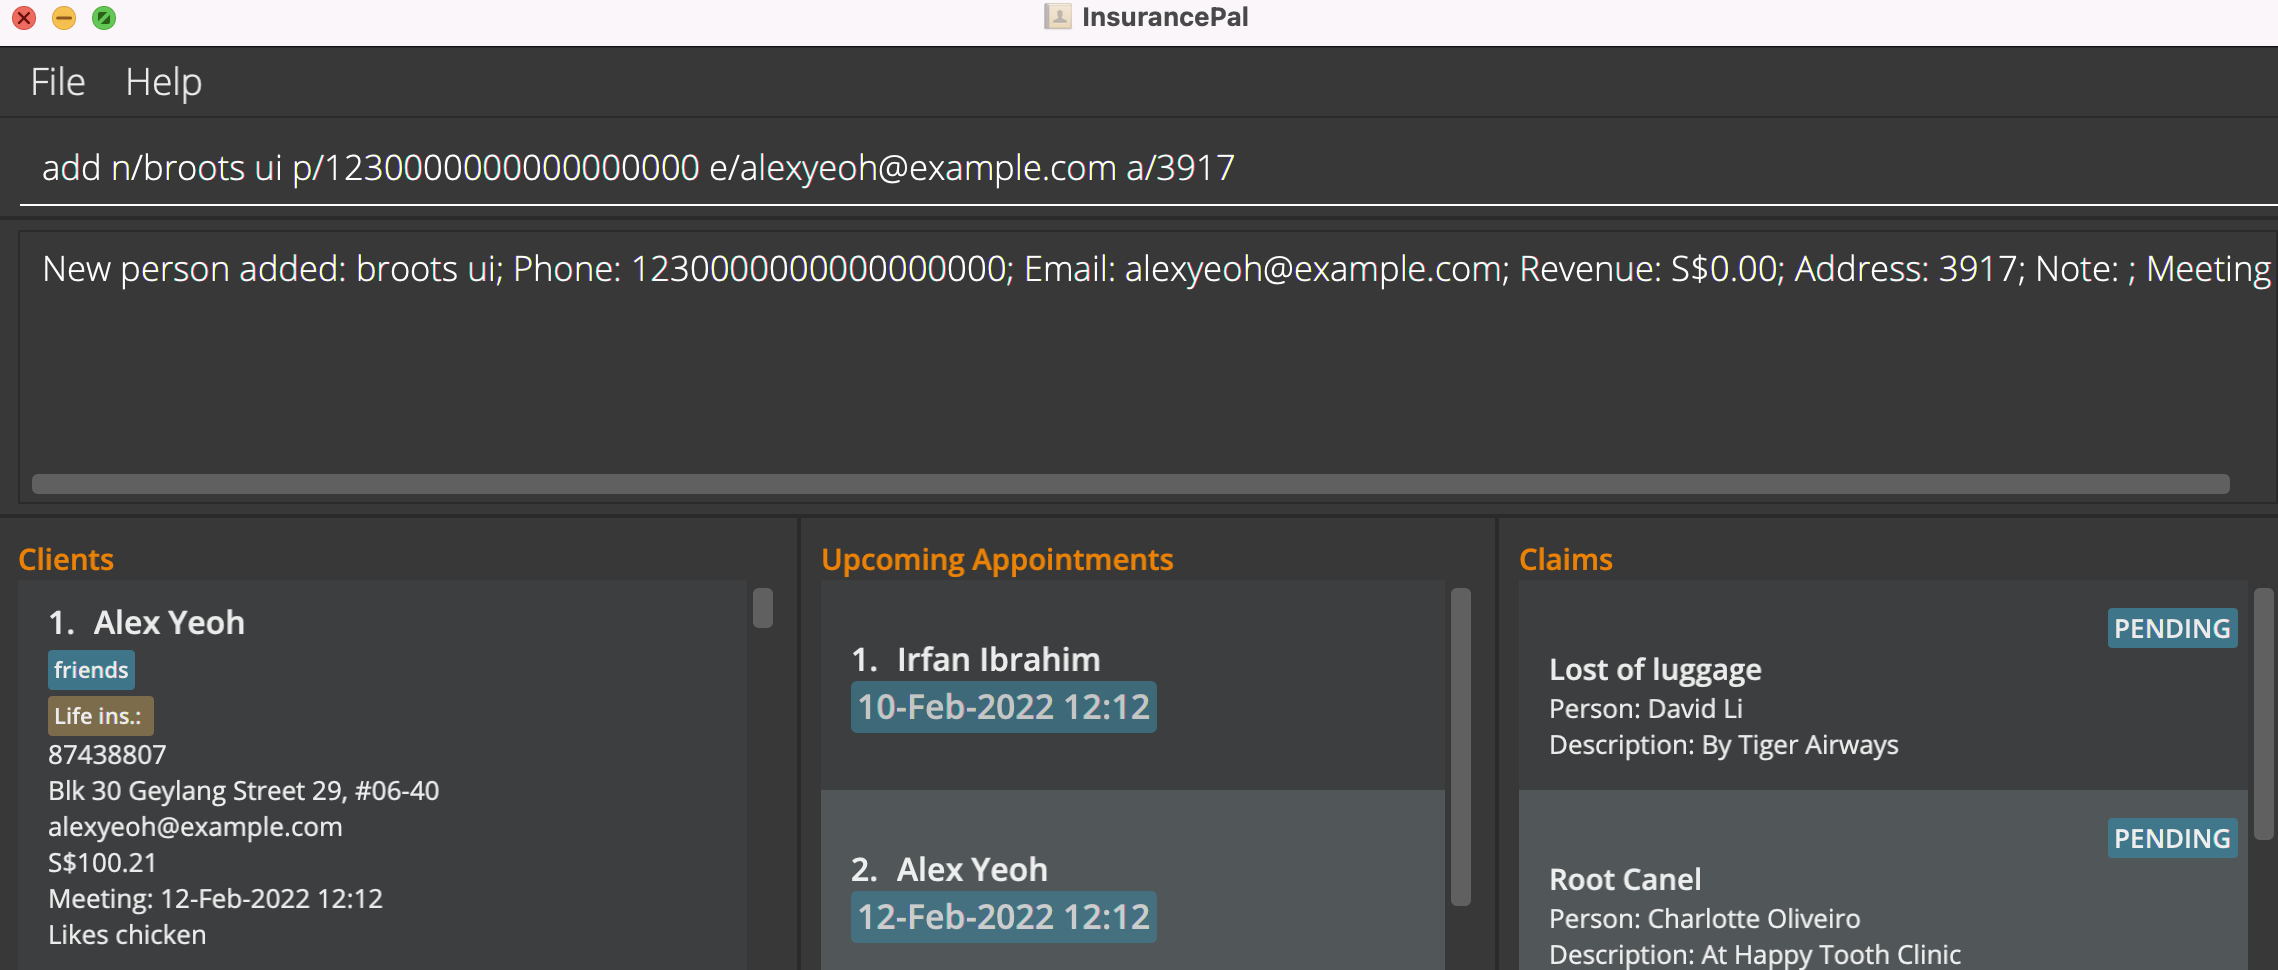 InsurancePal
File Help
add n/broots ui p/1230000000000000000 e/alexyeoh@example.com a/3917
New person added: broots ui; Phone: 1230000000000000000; Email: alexyeoh@example.com; Revenue: S$0.00; Address: 3917; Note: ; Meeting
Clients
1. Alex Yeoh
friends
Life ins.:
87438807
Blk 30 Geylang Street 29, #06-40
alexyeoh@example.com
S$100.21
Meeting: 12-Feb-2022 12:12
Likes chicken
Upcoming Appointments
1. Irfan Ibrahim
10-Feb-2022 12:12
2. Alex Yeoh
12-Feb-2022 12:12
Claims
PENDING
Lost of luggage
Person: David Li
Description: By Tiger Airways
PENDING
Root Canel
Person: Charlotte Oliveiro
Description: At Happy Tooth Clinic